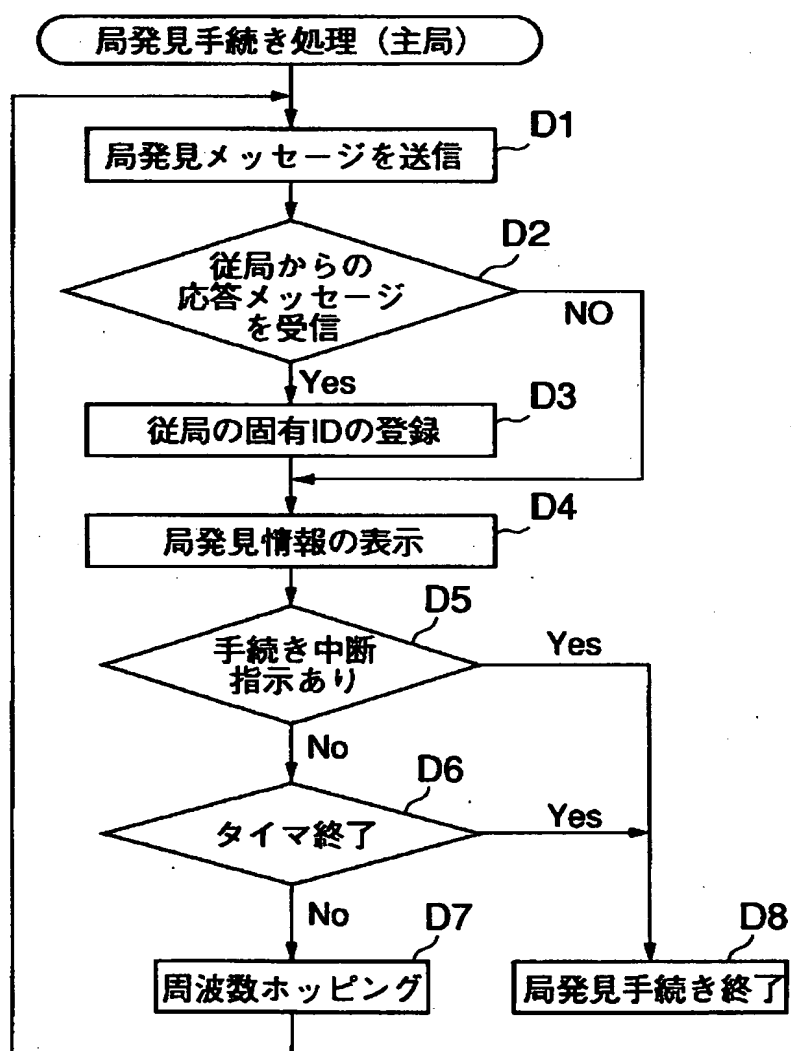 局発見手続き処理（主局）
D1
局発見メッセージを送信
D2
従局からの
応答メッセージ
を受信
NO
Yes
D3
従局の固有IDの登録
D4
局発見情報の表示
D5
手続き中断
指示あり
Yes
No
D6
タイマ終了
Yes
No
D7
周波数ホッピング
D8
局発見手続き終了